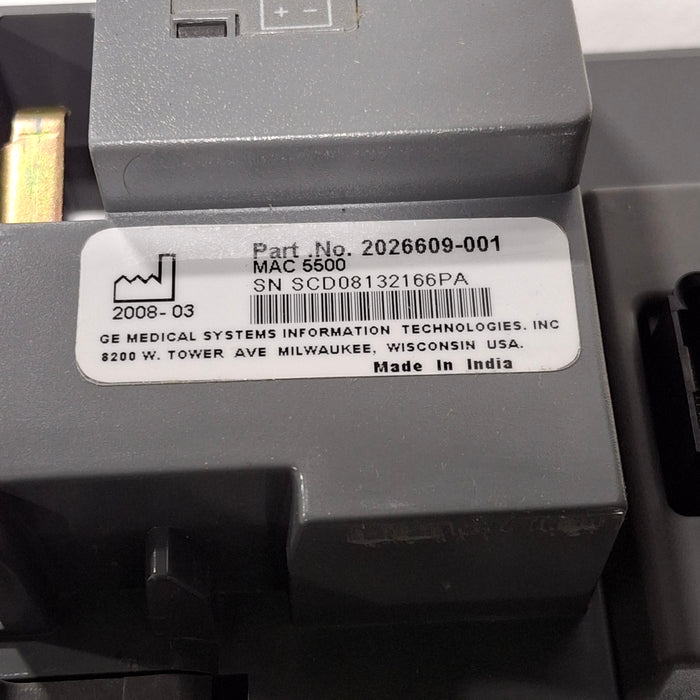 + -
Part .No. 2026609-001
MAC 5500
SN SCD08132166PA
2008-03
GE MEDICAL SYSTEMS INFORMATION TECHNOLOGIES. INC
8200 W. TOWER AVE MILWAUKEE, WISCONSIN USA.
Made In India